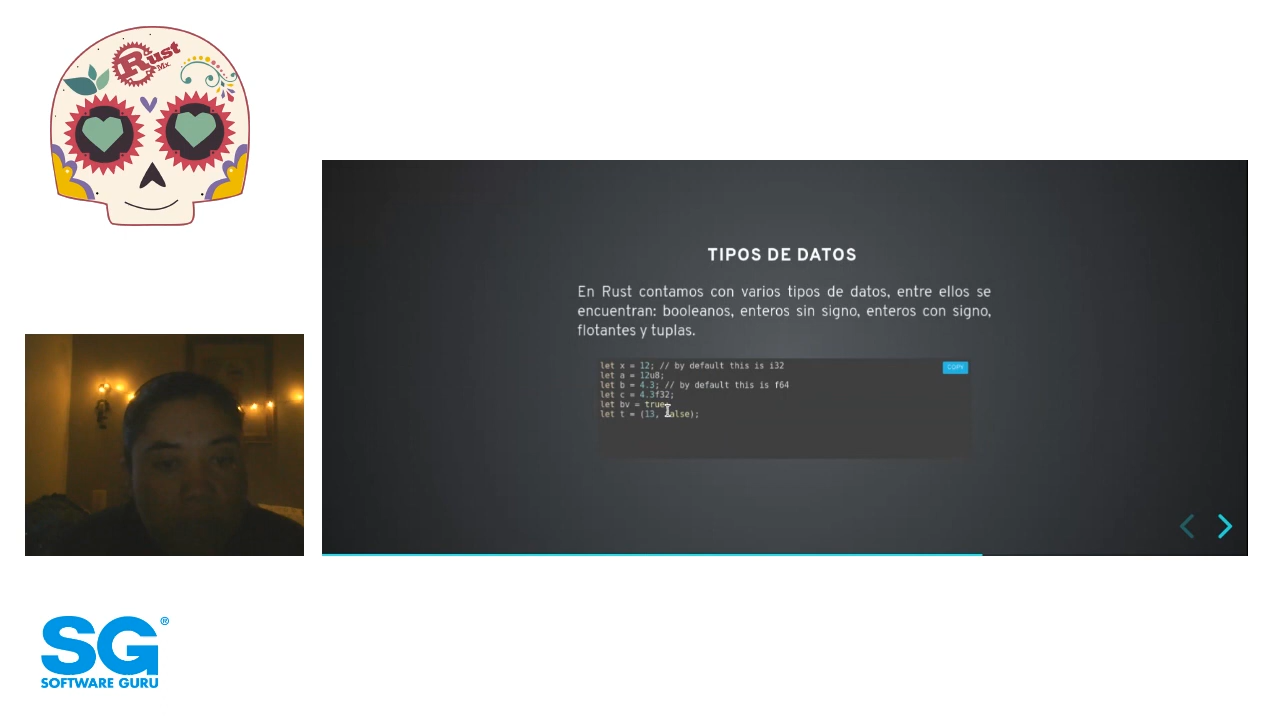 Rust
Mx.
TIPOS DE DATOS
En Rust contamos con varios tipos de datos, entre ellos se
encuentran: booleanos, enteros sin signo, enteros con signo,
flotantes y tuplas.
COPY
let x = 12; // by default this is i32
let a = 12u8;
let b = 4.3; // by default this is f64
let c = 4.3f32;
let bv = true;
let t = (13, false);
SG®
SOFTWARE GURU